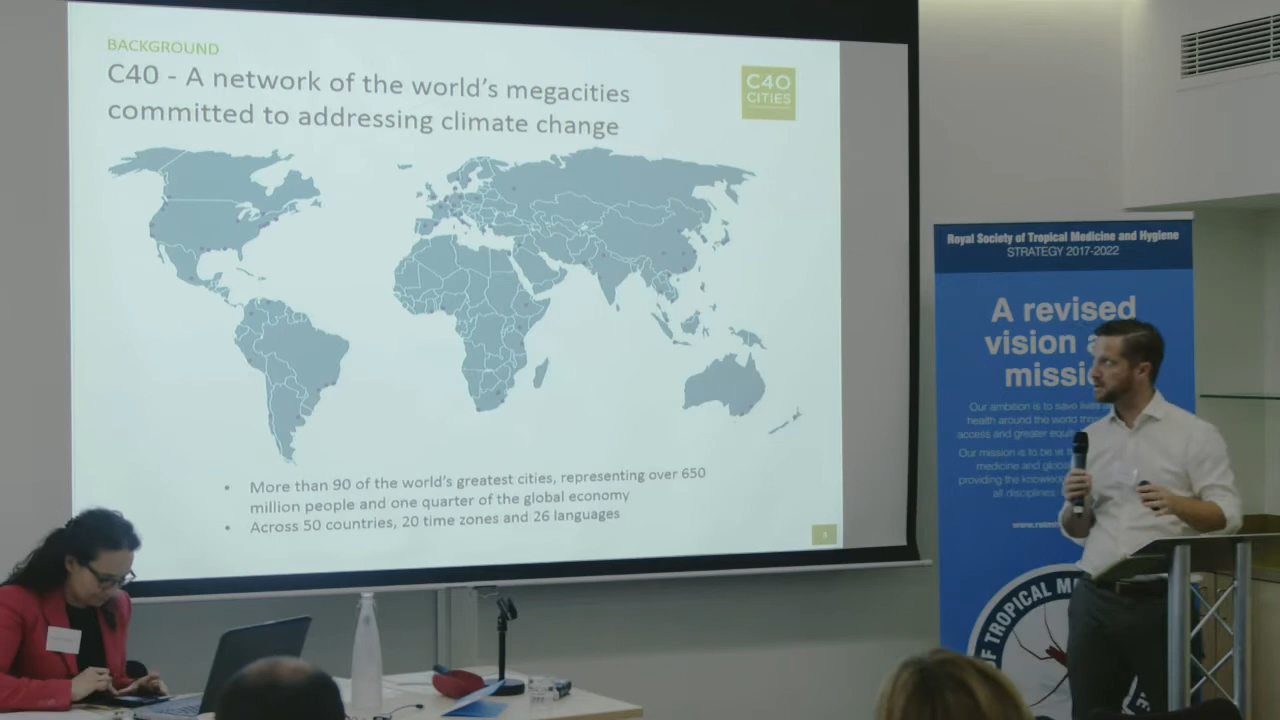 BACKGROUND
C40 - A network of the world's megacities
committed to addressing climate change
C40
CITIES
• More than 90 of the world's greatest cities, representing over 650
million people and one quarter of the global economy
• Across 50 countries, 20 time zones and 26 languages
Royal Society of Tropical Medicine and Hygiene
STRATEGY 2017-2022
A revised
vision
missi
Our ambition is to save lives
health around the world
access and greater
Our mission is to be
medicine and
providing the
all disciplines
OF TROPICAL